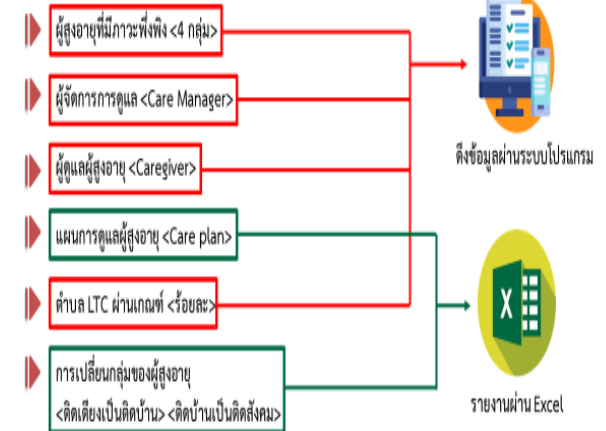 ผู้สูงอายุที่มีภาวะพึ่งพิง <4 กลุ่ม>
ผู้จัดการการดูแล <Care Manager>
ผู้ดูแลผู้สูงอายุ <Caregiver>
แผนการดูแลผู้สูงอายุ <Care plan>
ตำบล LTC ผ่านเกณฑ์ <ร้อยละ>
การเปลี่ยนกลุ่มของผู้สูงอายุ
<ติดเตียงเป็นติดบ้าน> <ติดบ้านเป็นติดสังคม>
ดึงข้อมูลผ่านระบบโปรแกรม
X
รายงานผ่าน Excel